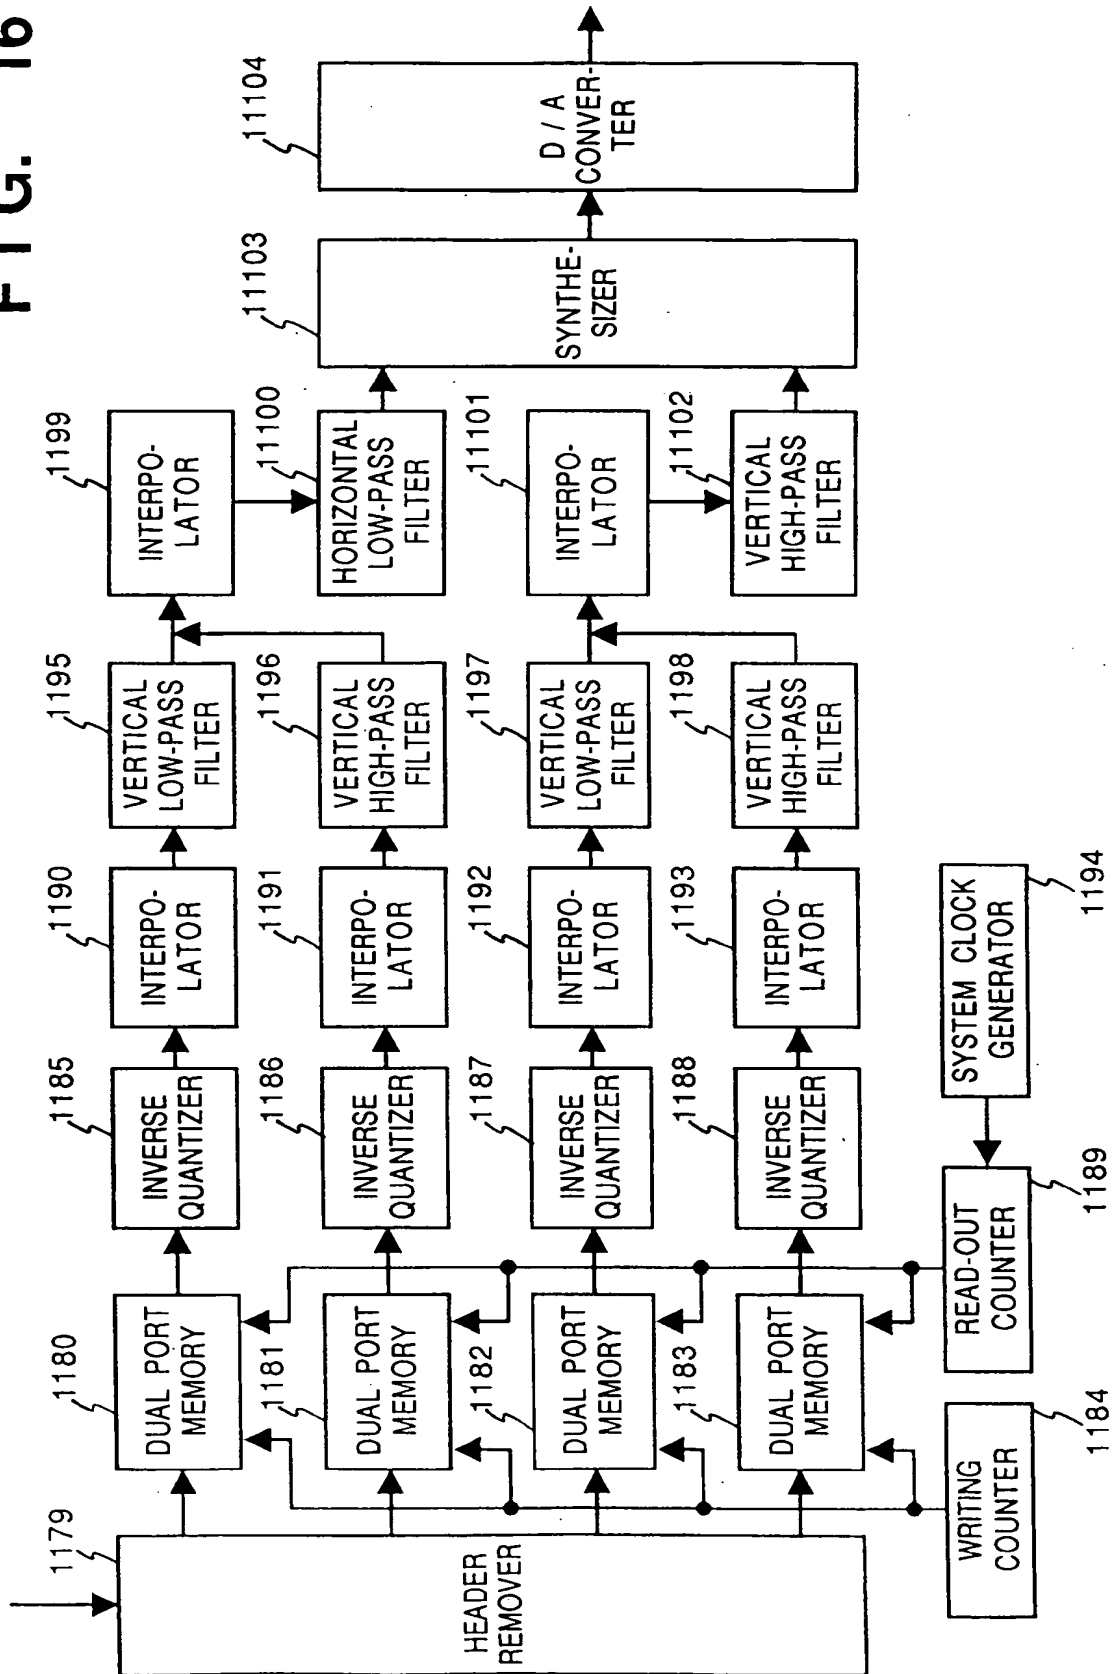 FIG. 16
1179
HEADER
REMOVER
1180
DUAL PORT
MEMORY
1185
INVERSE
QUANTIZER
1190
INTERPO-
LATOR
1195
VERTICAL
LOW-PASS
FILTER
1199
INTERPO-
LATOR
1181
DUAL PORT
MEMORY
1186
INVERSE
QUANTIZER
1191
INTERPO-
LATOR
1196
VERTICAL
HIGH-PASS
FILTER
11100
HORIZONTAL
LOW-PASS
FILTER
11103
SYNTHE-
SIZER
11104
D / A
CONVER-
TER
1182
DUAL PORT
MEMORY
1187
INVERSE
QUANTIZER
1192
INTERPO-
LATOR
1197
VERTICAL
LOW-PASS
FILTER
11101
INTERPO-
LATOR
1183
DUAL PORT
MEMORY
1188
INVERSE
QUANTIZER
1193
INTERPO-
LATOR
1198
VERTICAL
HIGH-PASS
FILTER
11102
VERTICAL
HIGH-PASS
FILTER
WRITING
COUNTER
1184
READ-OUT
COUNTER
1189
SYSTEM CLOCK
GENERATOR
1194